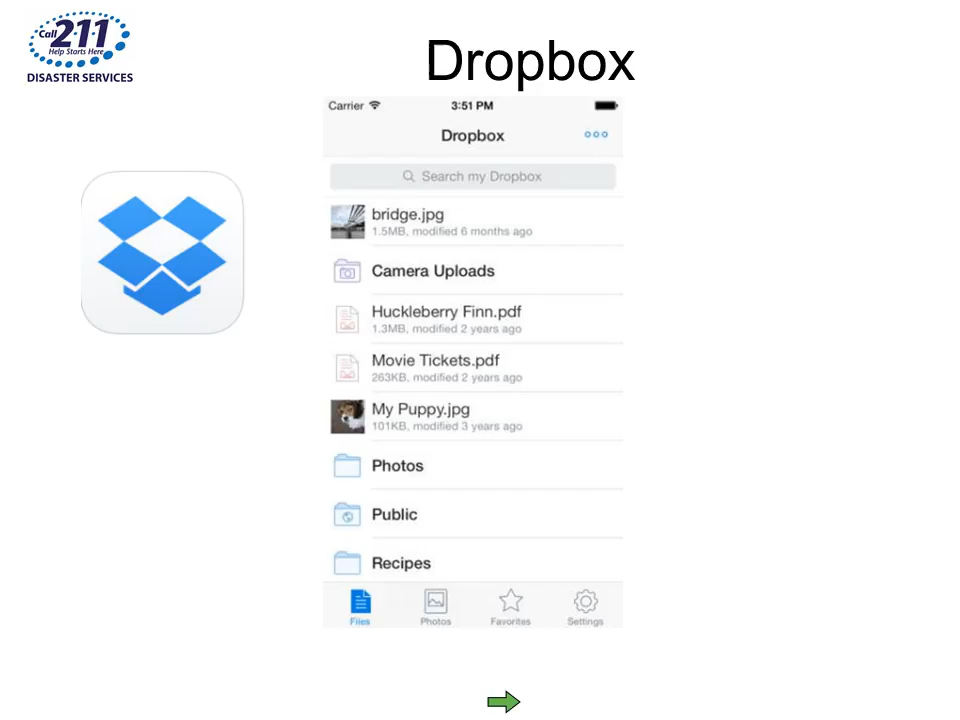 Call 211
Help Starts Here
DISASTER SERVICES
Dropbox
Carrier 3:51 PM
Dropbox
Search my Dropbox
bridge.jpg
1.5MB, modified 6 months ago
Camera Uploads
Huckleberry Finn.pdf
1.3MB, modified 2 years ago
Movie Tickets.pdf
263KB, modified 2 years ago
My Puppy.jpg
101KB, modified 3 years ago
Photos
Public
Recipes
Files Photos Favorites Settings